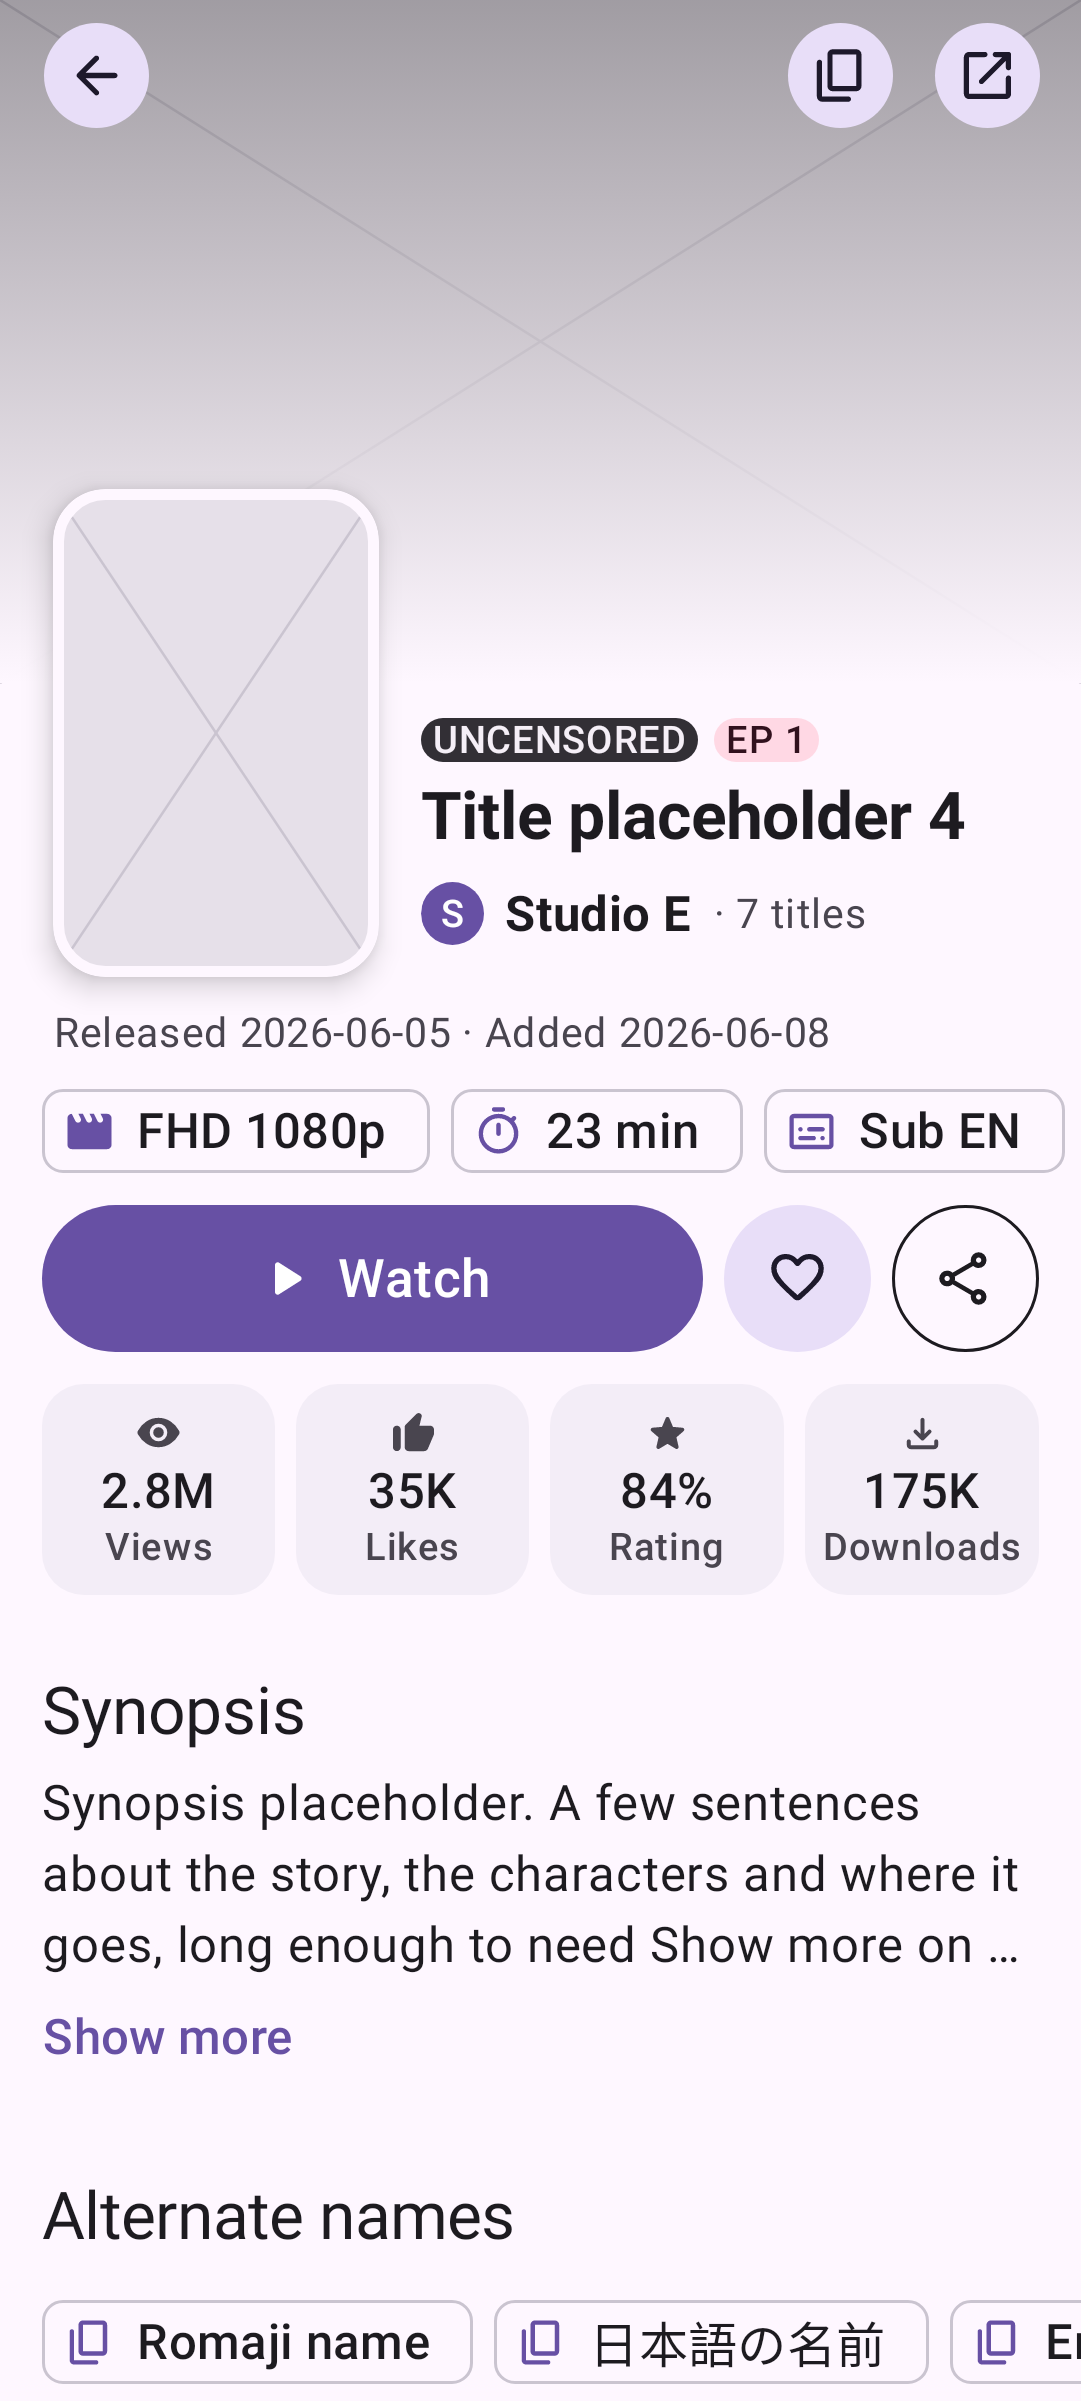 UNCENSORED EP 1
Title placeholder 4
S Studio E · 7 titles
Released 2026-06-05 · Added 2026-06-08
FHD 1080p 23 min Sub EN
Watch
2.8M 35K 84% 175K
Views Likes Rating Downloads
Synopsis
Synopsis placeholder. A few sentences
about the story, the characters and where it
goes, long enough to need Show more on …
Show more
Alternate names
Romaji name 日本語の名前